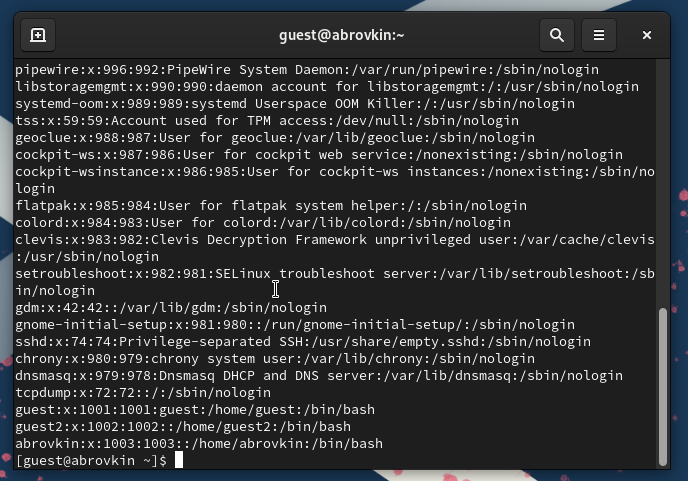 guest@abrovkin:~
pipewire:x:996:992:PipeWire System Daemon:/var/run/pipewire:/sbin/nologin
libstoragemgmt:x:990:990:daemon account for libstoragemgmt:/:/usr/sbin/nologin
systemd-oom:x:989:989:systemd Userspace OOM Killer:/:/usr/sbin/nologin
tss:x:59:59:Account used for TPM access:/dev/null:/sbin/nologin
geoclue:x:988:987:User for geoclue:/var/lib/geoclue:/sbin/nologin
cockpit-ws:x:987:986:User for cockpit web service:/nonexisting:/sbin/nologin
cockpit-wsinstance:x:986:985:User for cockpit-ws instances:/nonexisting:/sbin/no
login
flatpak:x:985:984:User for flatpak system helper:/:/sbin/nologin
colord:x:984:983:User for colord:/var/lib/colord:/sbin/nologin
clevis:x:983:982:Clevis Decryption Framework unprivileged user:/var/cache/clevis
:/usr/sbin/nologin
setroubleshoot:x:982:981:SELinux troubleshoot server:/var/lib/setroubleshoot:/sb
in/nologin
gdm:x:42:42::/var/lib/gdm:/sbin/nologin
gnome-initial-setup:x:981:980::/run/gnome-initial-setup/:/sbin/nologin
sshd:x:74:74:Privilege-separated SSH:/usr/share/empty.sshd:/sbin/nologin
chrony:x:980:979:chrony system user:/var/lib/chrony:/sbin/nologin
dnsmasq:x:979:978:Dnsmasq DHCP and DNS server:/var/lib/dnsmasq:/sbin/nologin
tcpdump:x:72:72::/:/sbin/nologin
guest:x:1001:1001:guest:/home/guest:/bin/bash
guest2:x:1002:1002::/home/guest2:/bin/bash
abrovkin:x:1003:1003::/home/abrovkin:/bin/bash
[guest@abrovkin ~]$